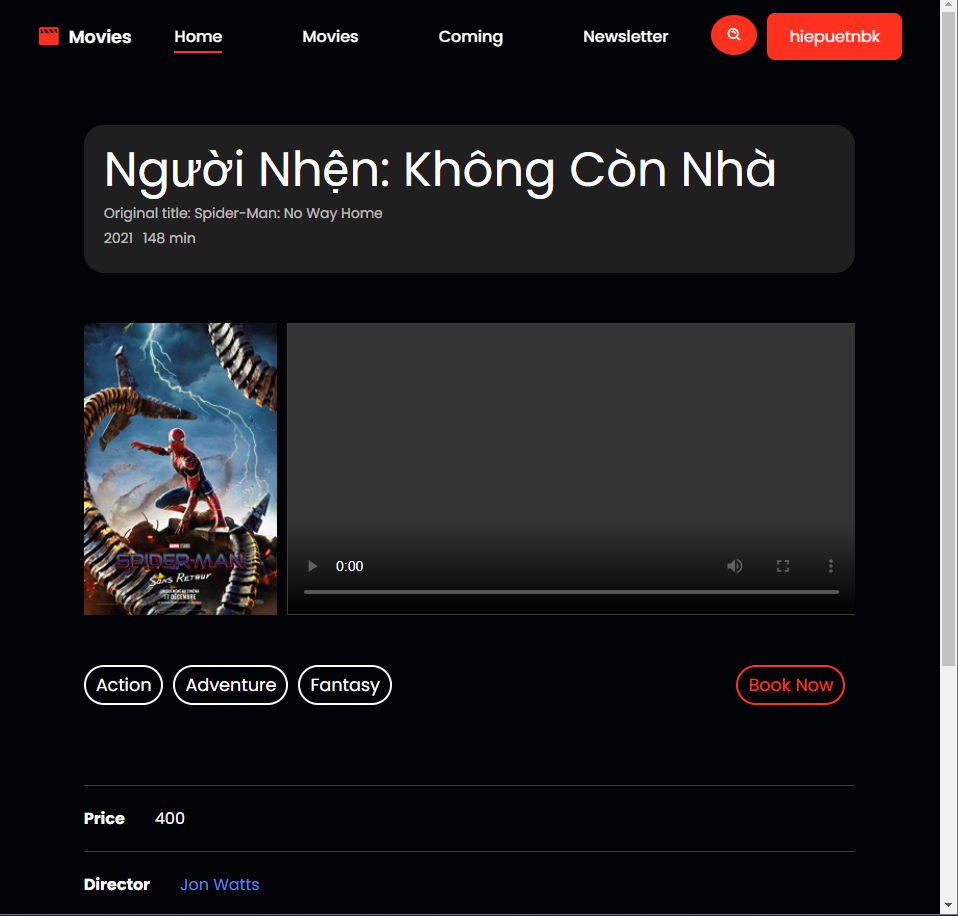 Movies Home Movies Coming Newsletter hiepuetnbk
Người Nhện: Không Còn Nhà
Original title: Spider-Man: No Way Home
2021 148 min
SPIDER-MAN
SANS RETOUR
0:00
Action Adventure Fantasy Book Now
Price 400
Director Jon Watts